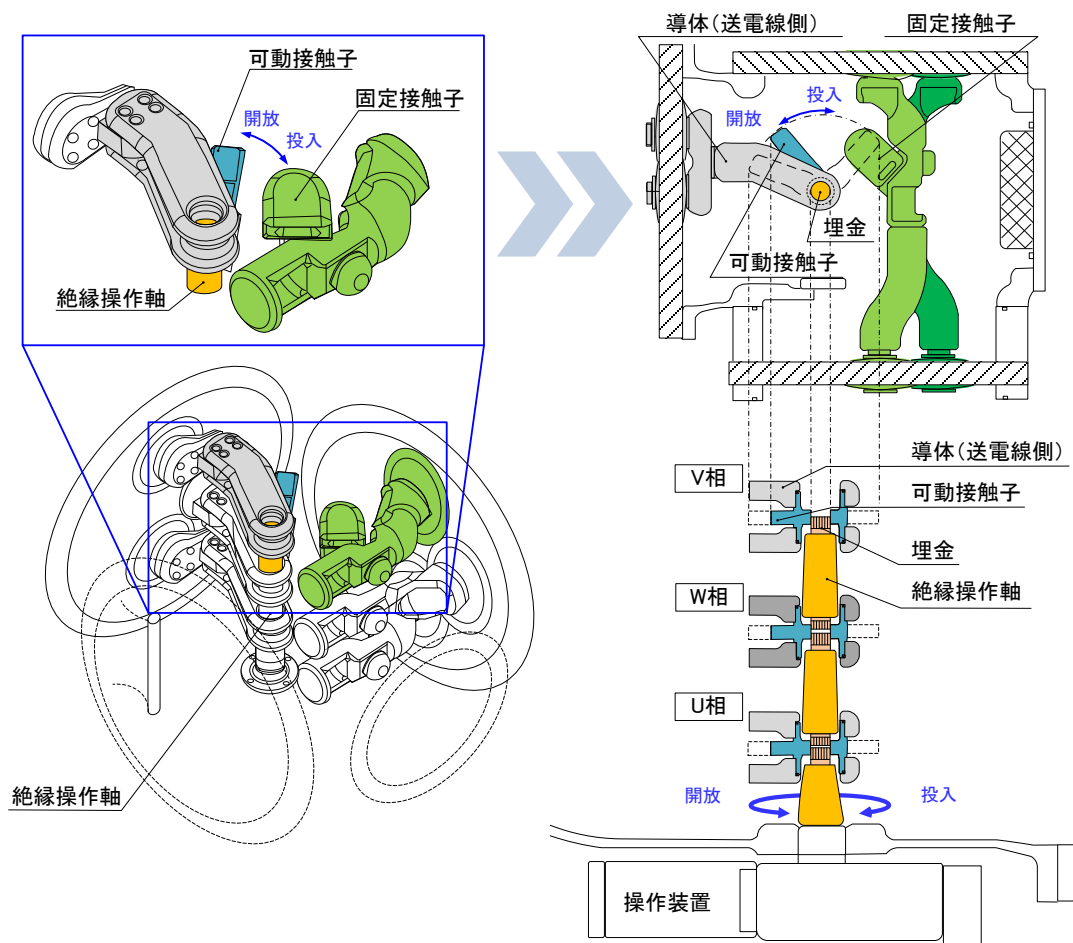 可動接触子
固定接触子
開放
投入
絶縁操作軸
絶縁操作軸
導体(送電線側)
固定接触子
開放
投入
埋金
可動接触子
V相
導体(送電線側)
可動接触子
埋金
絶縁操作軸
W相
U相
開放
投入
操作装置